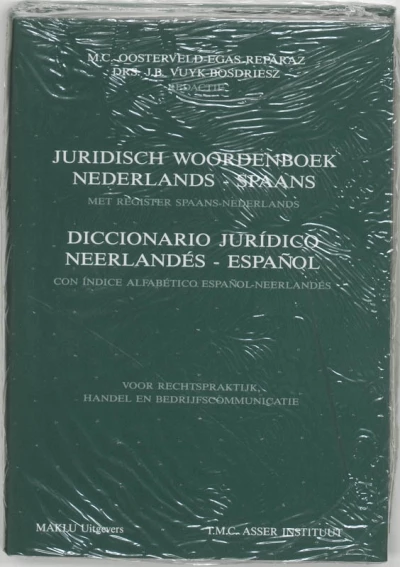 M.C. OOSTERVELD-EGAS-REPÁRAZ
DRS. J.B. VUYK-BOSDRIESZ
REDACTIE
JURIDISCH WOORDENBOEK
NEDERLANDS - SPAANS
MET REGISTER SPAANS-NEDERLANDS
DICCIONARIO JURÍDICO
NEERLANDÉS - ESPAÑOL
CON ÍNDICE ALFABÉTICO ESPAÑOL-NEERLANDÉS
VOOR RECHTSPRAKTIJK,
HANDEL EN BEDRIJFSCOMMUNICATIE
MAKLU Uitgevers
T.M.C. ASSER INSTITUUT